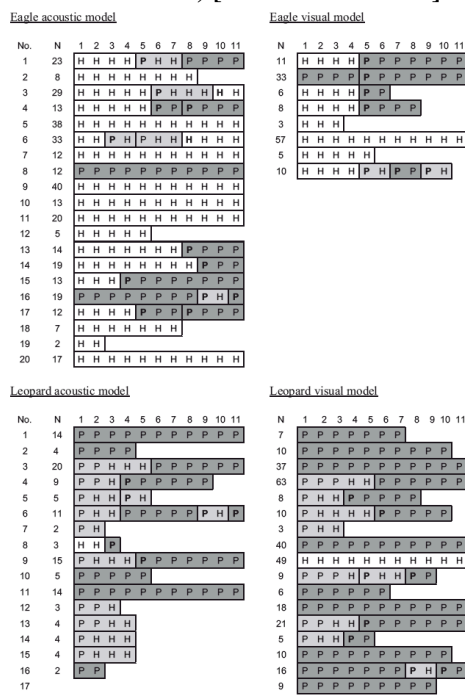 Eagle acoustic model
No. N 1 2 3 4 5 6 7 8 9 10 11
1 23 H H H H P H H P P P P
2 8 H H H H H H H H
3 29 H H H H H P H H H H H
4 13 H H H H H P P P P P P
5 38 H H H H H H H H H H H
6 33 H H P H P H H H H H H
7 12 H H H H H H H H H H H
8 12 P P P P P P P P P P P
9 40 H H H H H H H H H H H
10 13 H H H H H H H H H H H
11 20 H H H H H H H H H H H
12 5 H H H H H
13 14 H H H H H H H P P P P
14 19 H H H H H H H H P P P
15 13 H H H P P P P P P P P
16 19 P P P P P P P P P H P
17 12 H H H H P P P P P P P
18 7 H H H H H H H
19 2 H H
20 17 H H H H H H H H H H H
Eagle visual model
N 1 2 3 4 5 6 7 8 9 10 11
11 H H H H P P P P P P P
33 P P P P P P P P P P P
6 H H H H P P
8 H H H H P P P P
3 H H H
57 H H H H H H H H H H H
5 H H H H H
10 H H H H P H P P P H
Leopard acoustic model
No. N 1 2 3 4 5 6 7 8 9 10 11
1 14 P P P P P P P P P P P
2 4 P P P P
3 20 P P H H H P P P P P P
4 9 P H H P P P P P P
5 5 P H H P H
6 11 P H H P P P P P P H P
7 2 P H
8 3 H H P
9 15 P H H H P P P P P P P
10 5 P P P P P
11 14 P P P P P P P P P P P
12 3 P P H
13 4 P H H H
14 4 P H H H
15 4 P H H H
16 2 P P
17
Leopard visual model
N 1 2 3 4 5 6 7 8 9 10 11
7 P P P P P P P
10 P P P P P P P P P P
37 P P P P P P P P P P P
63 P P P H H P P P P P P
8 P H H P P P P P
10 P H H H H P P P P P
3 P H H
40 P P P P P P P P P P P
49 H H H H H H H H H H H
9 P P P H P H H P P
6 P P P P P P
18 P P P P P P P P P P P
21 P P H H P P P P P P P
5 P H H P P
10 P P P P P P P P P P
16 P P P P P P P P H P P
9 P P P P P P P P P